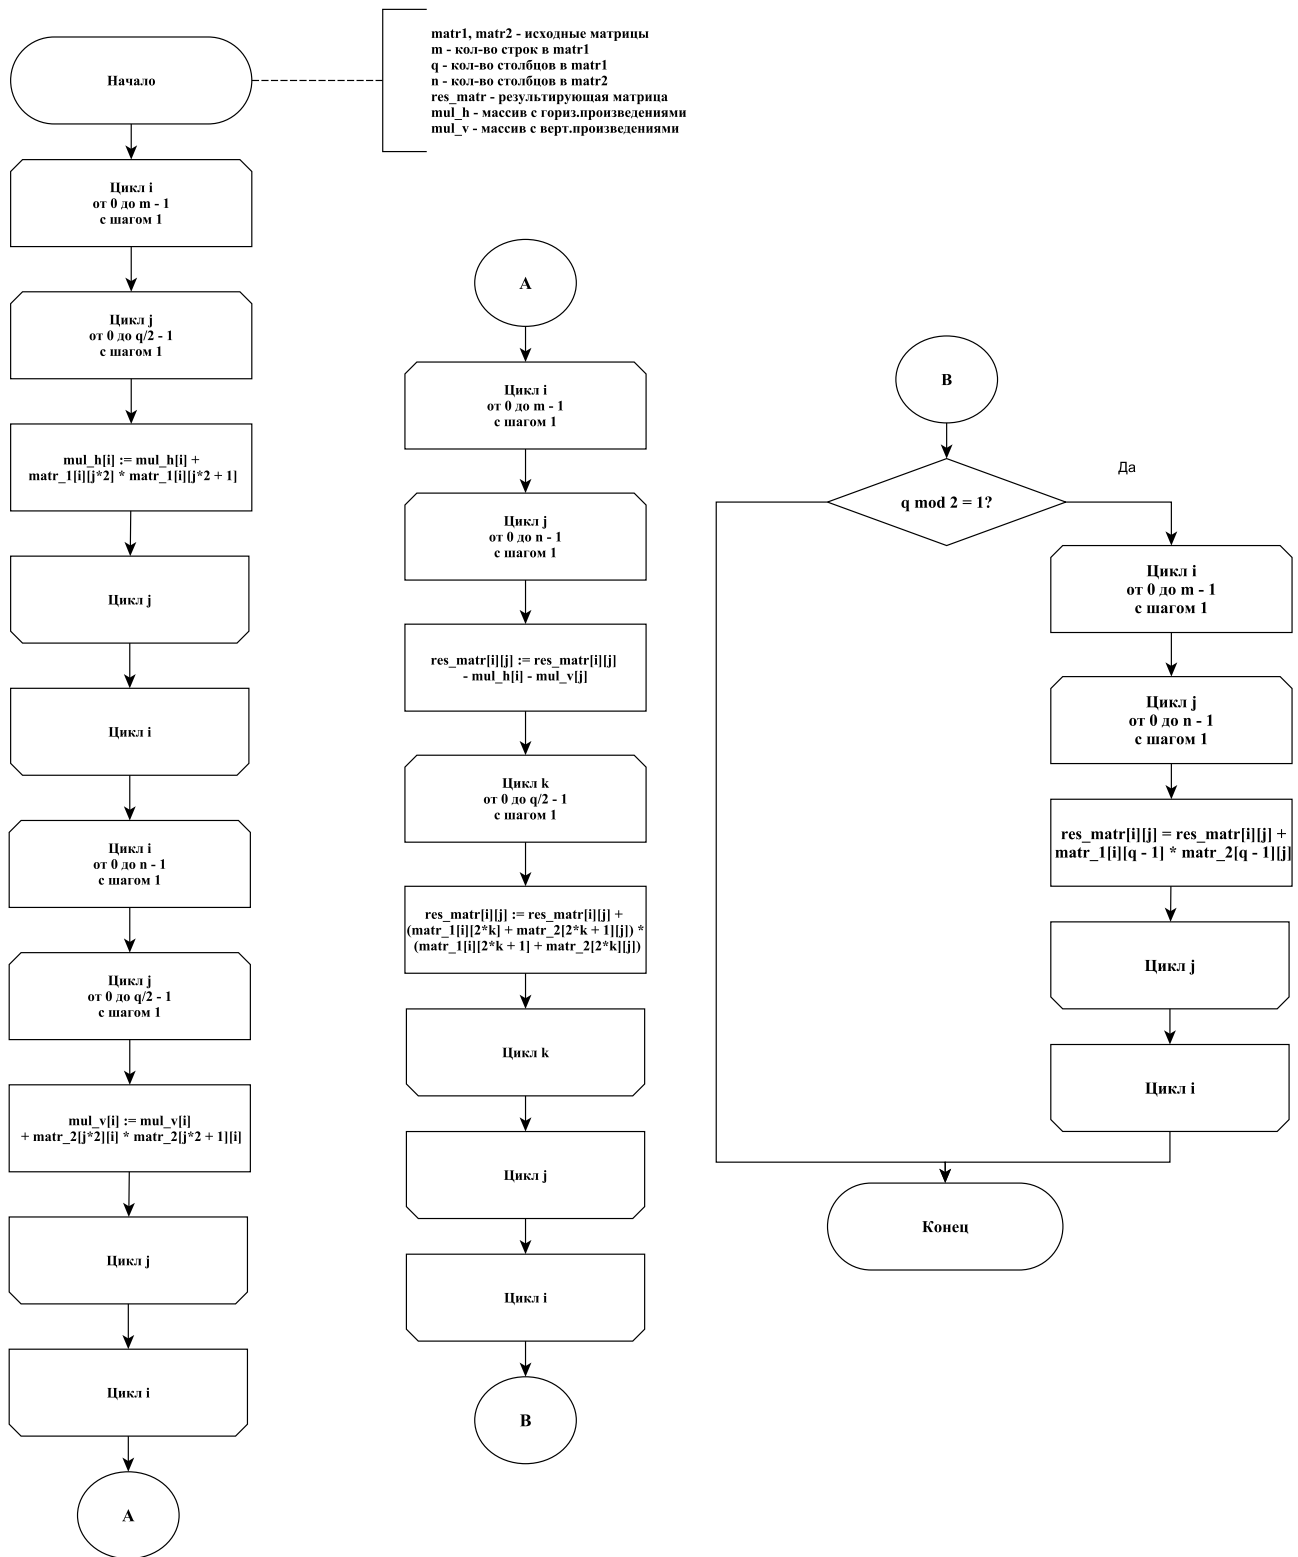 Начало
matr1, matr2 - исходные матрицы
m - кол-во строк в matr1
q - кол-во столбцов в matr1
n - кол-во столбцов в matr2
res_matr - результирующая матрица
mul_h - массив с гориз.произведениями
mul_v - массив с верт.произведениями
Цикл i
от 0 до m - 1
с шагом 1
Цикл j
от 0 до q/2 - 1
с шагом 1
mul_h[i] := mul_h[i] +
matr_1[i][j*2] * matr_1[i][j*2 + 1]
Цикл j
Цикл i
Цикл i
от 0 до n - 1
с шагом 1
Цикл j
от 0 до q/2 - 1
с шагом 1
mul_v[i] := mul_v[i]
+ matr_2[j*2][i] * matr_2[j*2 + 1][i]
Цикл j
Цикл i
A
A
Цикл i
от 0 до m - 1
с шагом 1
Цикл j
от 0 до n - 1
с шагом 1
res_matr[i][j] := res_matr[i][j]
- mul_h[i] - mul_v[j]
Цикл k
от 0 до q/2 - 1
с шагом 1
res_matr[i][j] := res_matr[i][j] +
(matr_1[i][2*k] + matr_2[2*k + 1][j]) *
(matr_1[i][2*k + 1] + matr_2[2*k][j])
Цикл k
Цикл j
Цикл i
B
B
q mod 2 = 1?
Да
Цикл i
от 0 до m - 1
с шагом 1
Цикл j
от 0 до n - 1
с шагом 1
res_matr[i][j] = res_matr[i][j] +
matr_1[i][q - 1] * matr_2[q - 1][j]
Цикл j
Цикл i
Конец